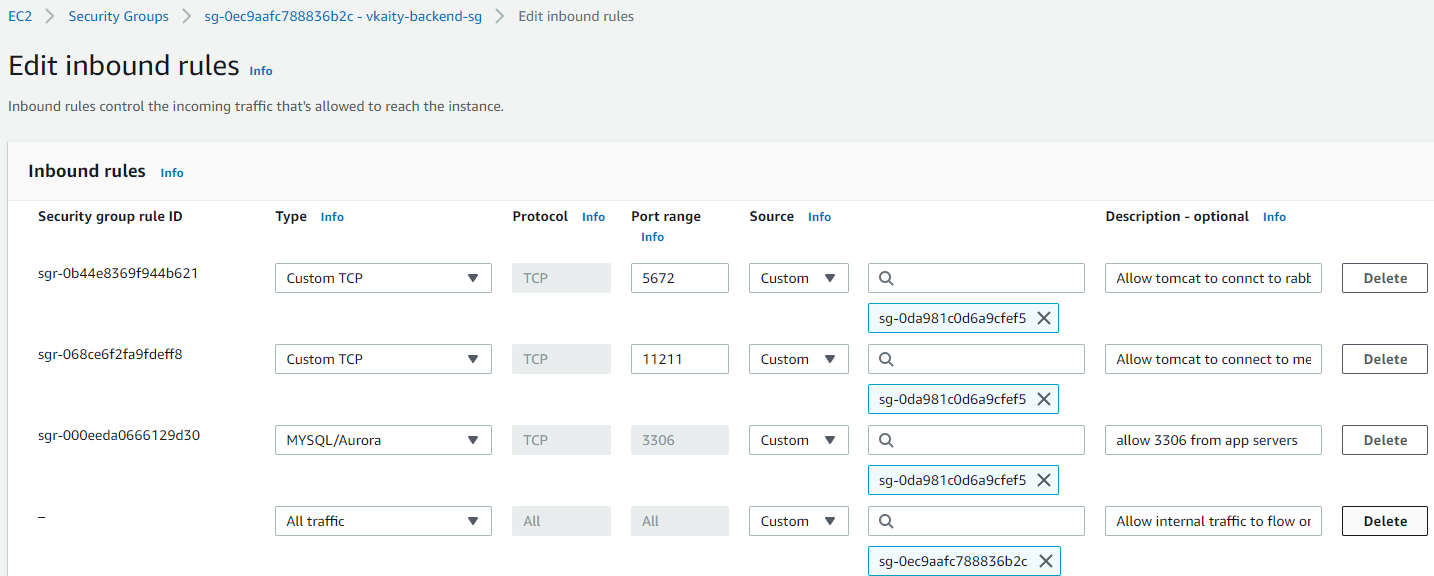 EC2 > Security Groups > sg-0ec9aafc788836b2c - vkaity-backend-sg > Edit inbound rules
Edit inbound rules Info
Inbound rules control the incoming traffic that's allowed to reach the instance.
Inbound rules Info
Security group rule ID Type Info Protocol Info Port range Info Source Info Description - optional Info
sgr-0b44e8369f944b621 Custom TCP TCP 5672 Custom Allow tomcat to connct to rabb Delete
sg-0da981c0d6a9cfef5
sgr-068ce6f2fa9fdeff8 Custom TCP TCP 11211 Custom Allow tomcat to connect to me Delete
sg-0da981c0d6a9cfef5
sgr-000eeda0666129d30 MYSQL/Aurora TCP 3306 Custom allow 3306 from app servers Delete
sg-0da981c0d6a9cfef5
– All traffic All All Custom Allow internal traffic to flow or Delete
sg-0ec9aafc788836b2c